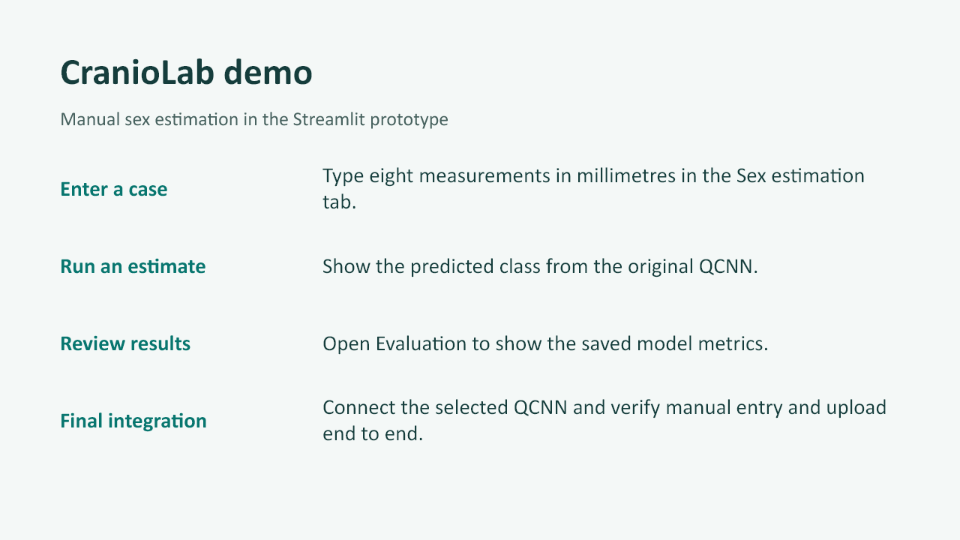 CranioLab demo
Manual sex estimation in the Streamlit prototype
Enter a case
Type eight measurements in millimetres in the Sex estimation
tab.
Run an estimate
Show the predicted class from the original QCNN.
Review results
Open Evaluation to show the saved model metrics.
Final integration
Connect the selected QCNN and verify manual entry and upload
end to end.